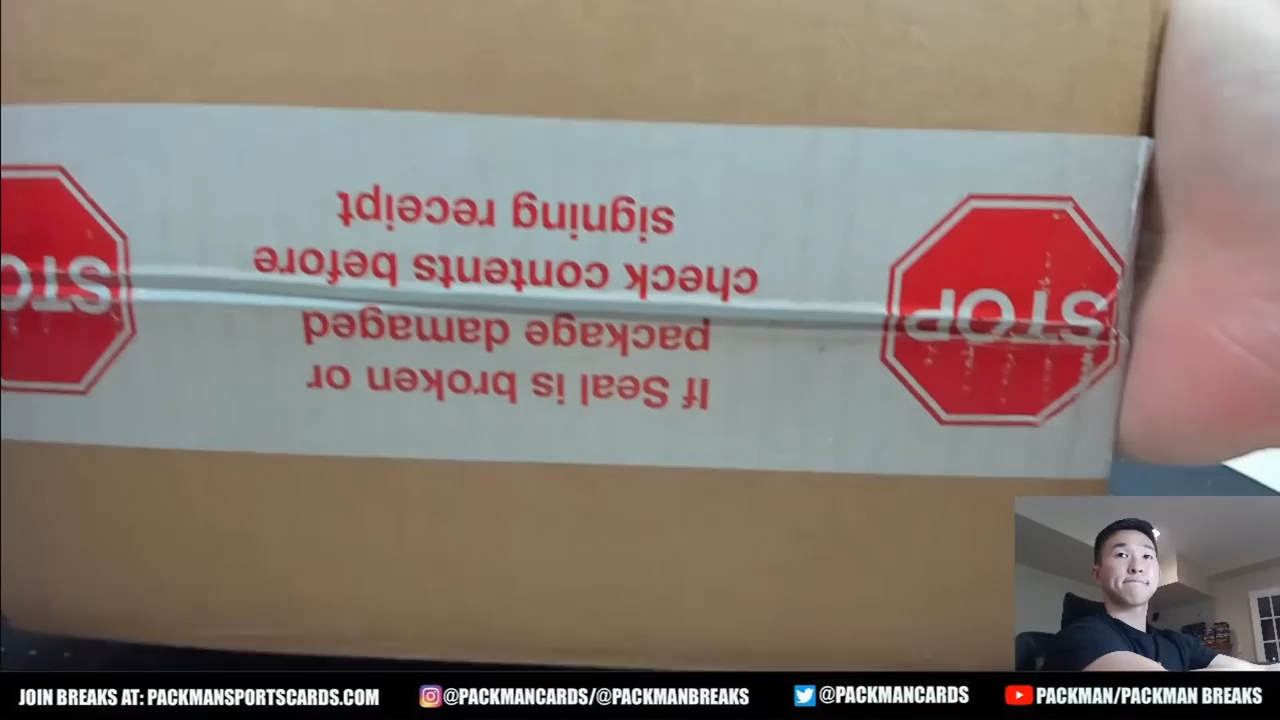 If Seal is broken or
package damaged
check contents before
signing receipt
STOP
STO
JOIN BREAKS AT: PACKMANSPORTSCARDS.COM
@PACKMANCARDS/@PACKMANBREAKS
@PACKMANCARDS
PACKMAN/PACKMAN BREAKS